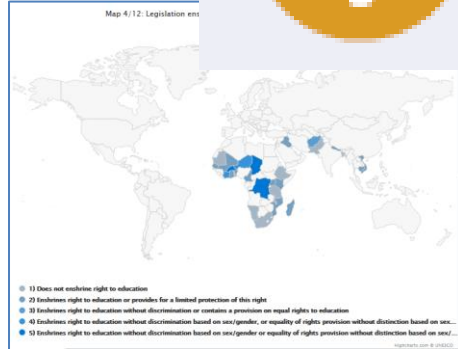 Map 4/12: Legislation ens
1) Does not enshrine right to education
2) Enshrines right to education or provides for a limited protection of this right
3) Enshrines right to education without discrimination or contains a provision on equal rights to education
4) Enshrines right to education without discrimination based on sex/gender, or equality of rights provision without distinction based on sex...
5) Enshrines right to education without discrimination based on sex/gender or equality of rights provision without distinction based on sex/...
Highcharts.com © UNESCO